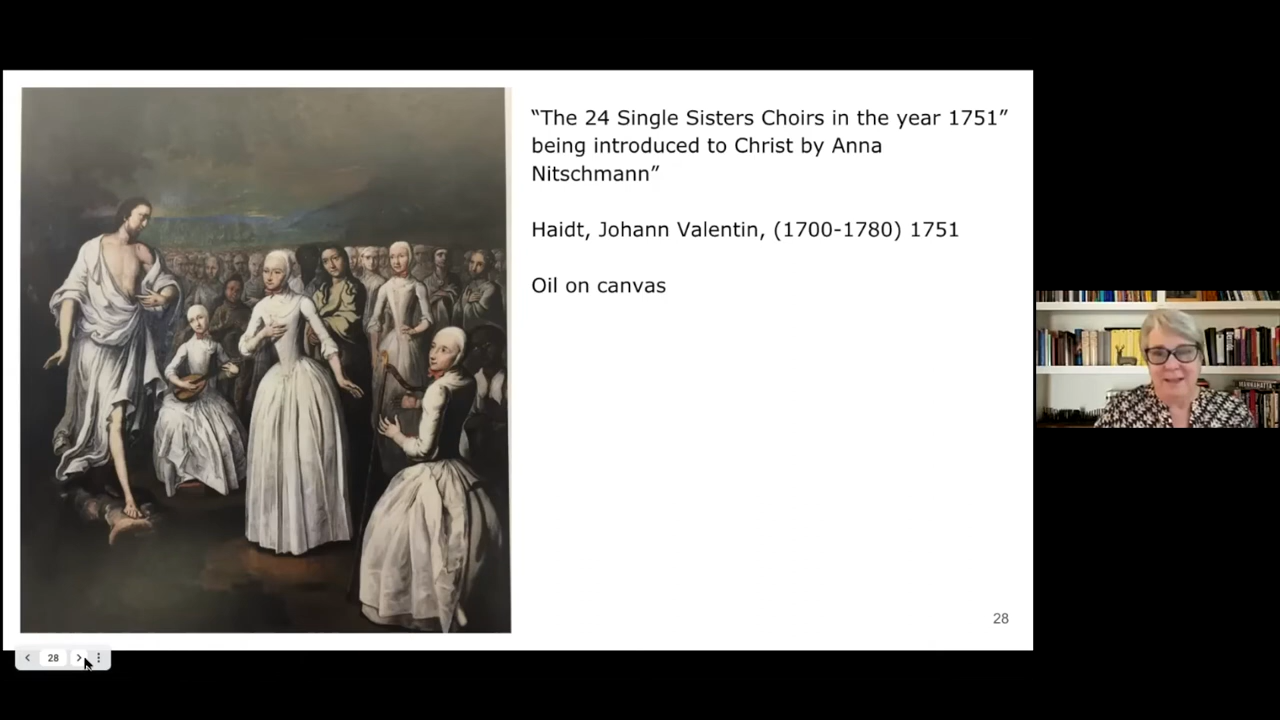 “The 24 Single Sisters Choirs in the year 1751”
being introduced to Christ by Anna
Nitschmann”
Haidt, Johann Valentin, (1700-1780) 1751
Oil on canvas
28
28